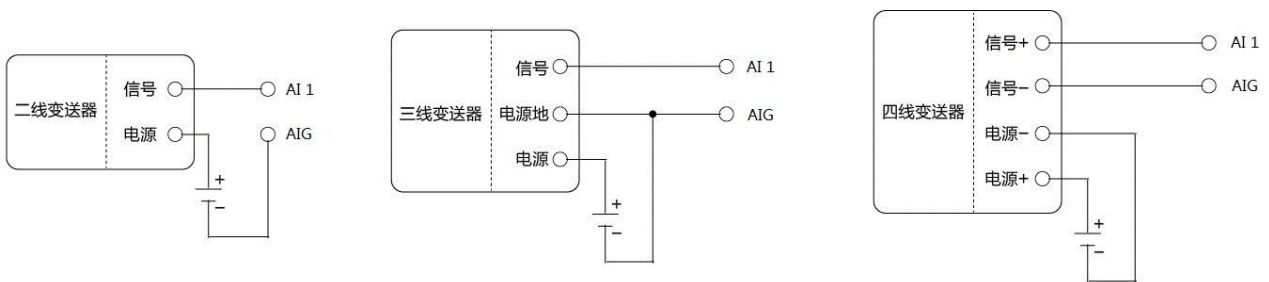 二线变送器
信号
AI 1
电源
AIG
+
−
三线变送器
信号
AI 1
电源地
AIG
电源
+
−
四线变送器
信号+
AI 1
信号−
AIG
电源−
电源+
+
−